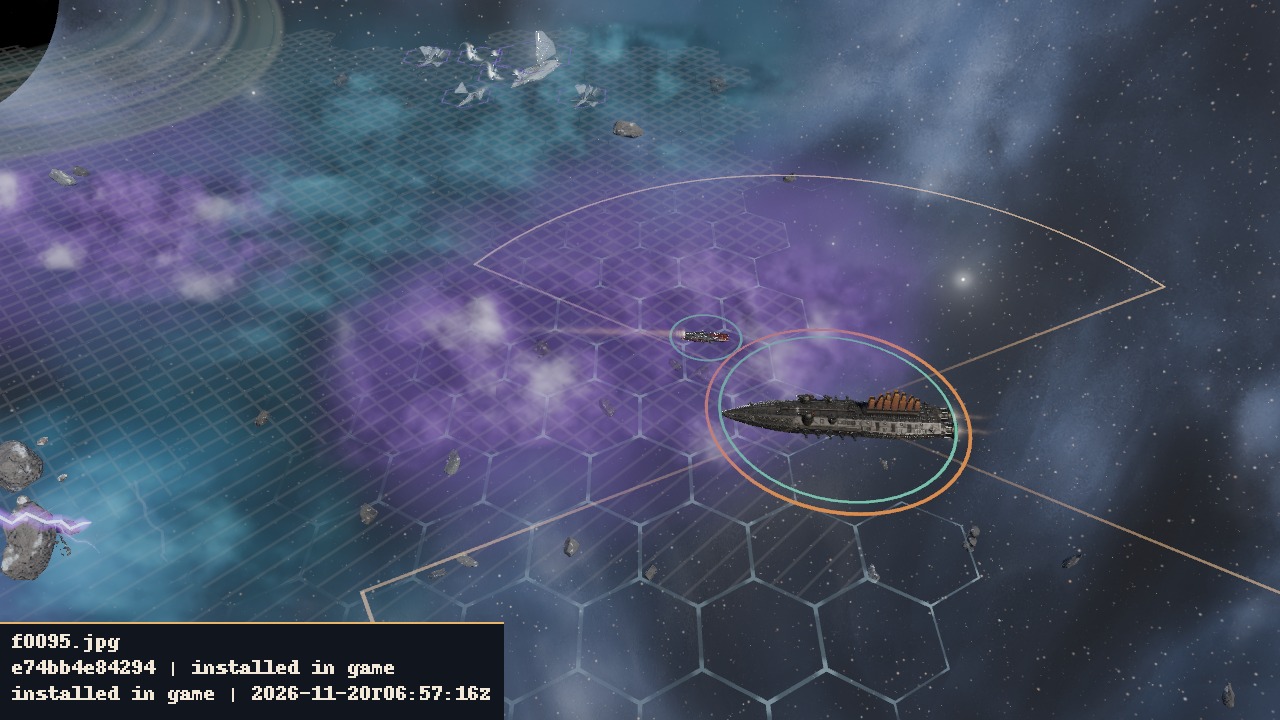 f0095.jpg
e74bb4e84294 | installed in game
installed in game | 2026-11-20T06:57:16Z